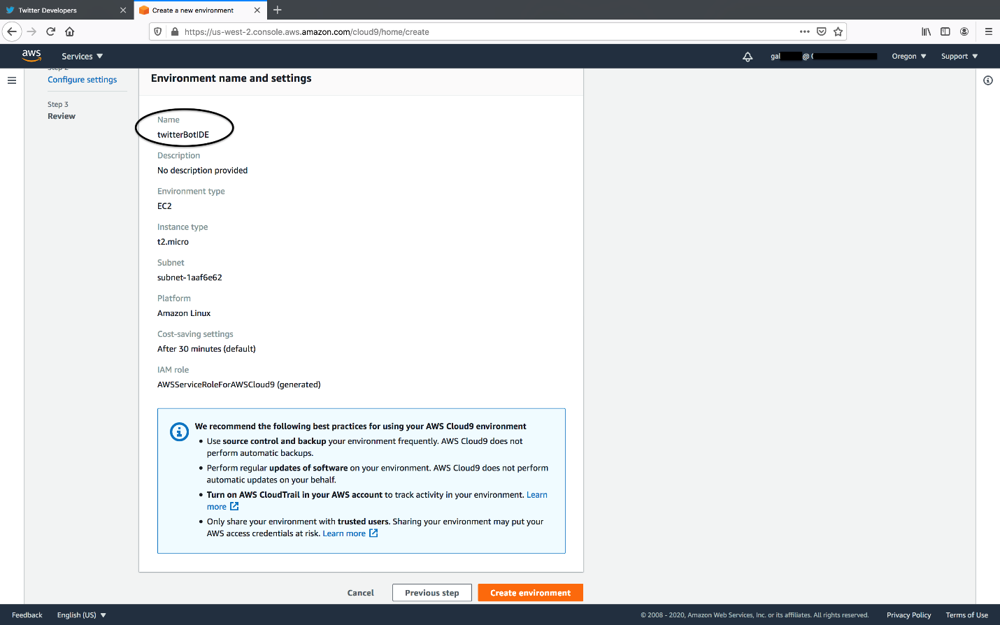 Twitter Developers
Create a new environment
https://us-west-2.console.aws.amazon.com/cloud9/home/create
aws
Services
gal
@
Oregon
Support
Step 2
Configure settings
Step 3
Review
Environment name and settings
Name
twitterBotIDE
Description
No description provided
Environment type
EC2
Instance type
t2.micro
Subnet
subnet-1aaf6e62
Platform
Amazon Linux
Cost-saving settings
After 30 minutes (default)
IAM role
AWSServiceRoleForAWSCloud9 (generated)
We recommend the following best practices for using your AWS Cloud9 environment
• Use source control and backup your environment frequently. AWS Cloud9 does not
perform automatic backups.
• Perform regular updates of software on your environment. AWS Cloud9 does not perform
automatic updates on your behalf.
• Turn on AWS CloudTrail in your AWS account to track activity in your environment. Learn
more
• Only share your environment with trusted users. Sharing your environment may put your
AWS access credentials at risk. Learn more
Cancel
Previous step
Create environment
Feedback
English (US)
© 2008 - 2020, Amazon Web Services, Inc. or its affiliates. All rights reserved.
Privacy Policy
Terms of Use